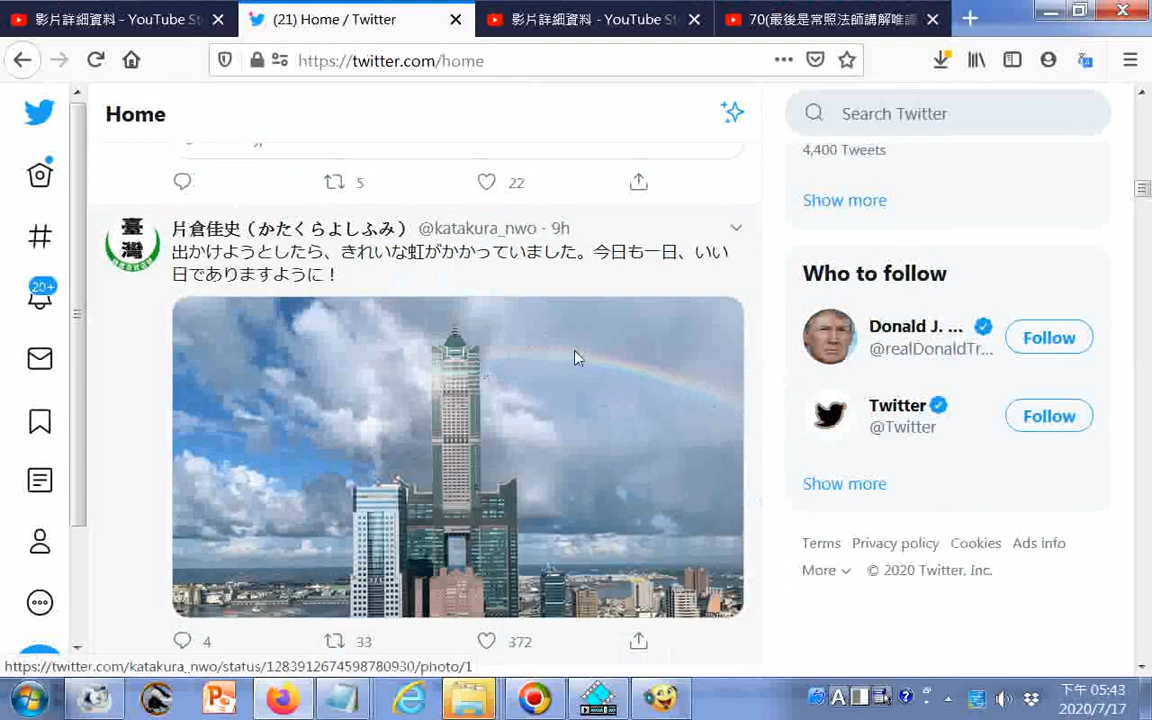 影片詳細資料 - YouTube St
(21) Home / Twitter
影片詳細資料 - YouTube St
70(最後是常照法師講解唯識
https://twitter.com/home
Home
Search Twitter
4,400 Tweets
Show more
5
22
臺灣
片倉佳史（かたくらよしふみ） @katakura_nwo · 9h
出かけようとしたら、きれいな虹がかかっていました。今日も一日、いい
日でありますように！
Who to follow
Donald J. ...
@realDonaldTr...
Follow
Twitter
@Twitter
Follow
Show more
Terms Privacy policy Cookies Ads info
More © 2020 Twitter, Inc.
20+
4
33
372
https://twitter.com/katakura_nwo/status/1283912674598780930/photo/1
下午 05:43
2020/7/17